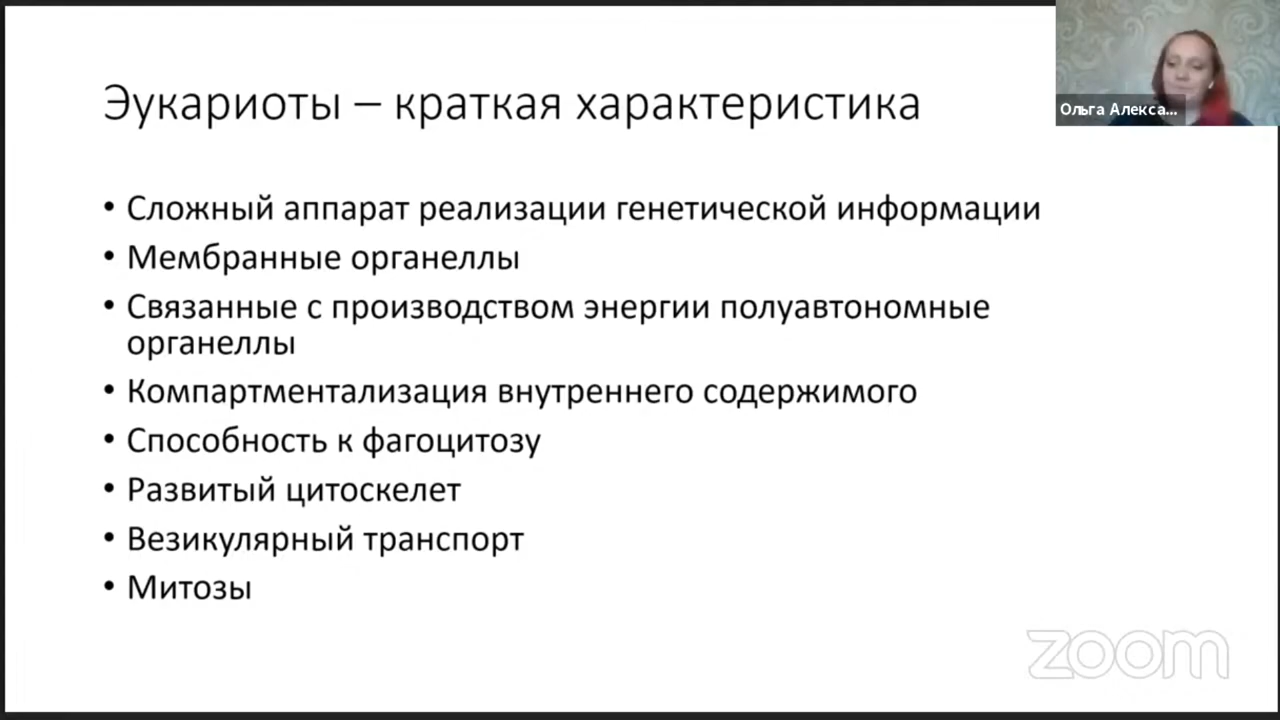 Эукариоты – краткая характеристика
Ольга Алекса...
• Сложный аппарат реализации генетической информации
• Мембранные органеллы
• Связанные с производством энергии полуавтономные
органеллы
• Компартментализация внутреннего содержимого
• Способность к фагоцитозу
• Развитый цитоскелет
• Везикулярный транспорт
• Митозы
zoom